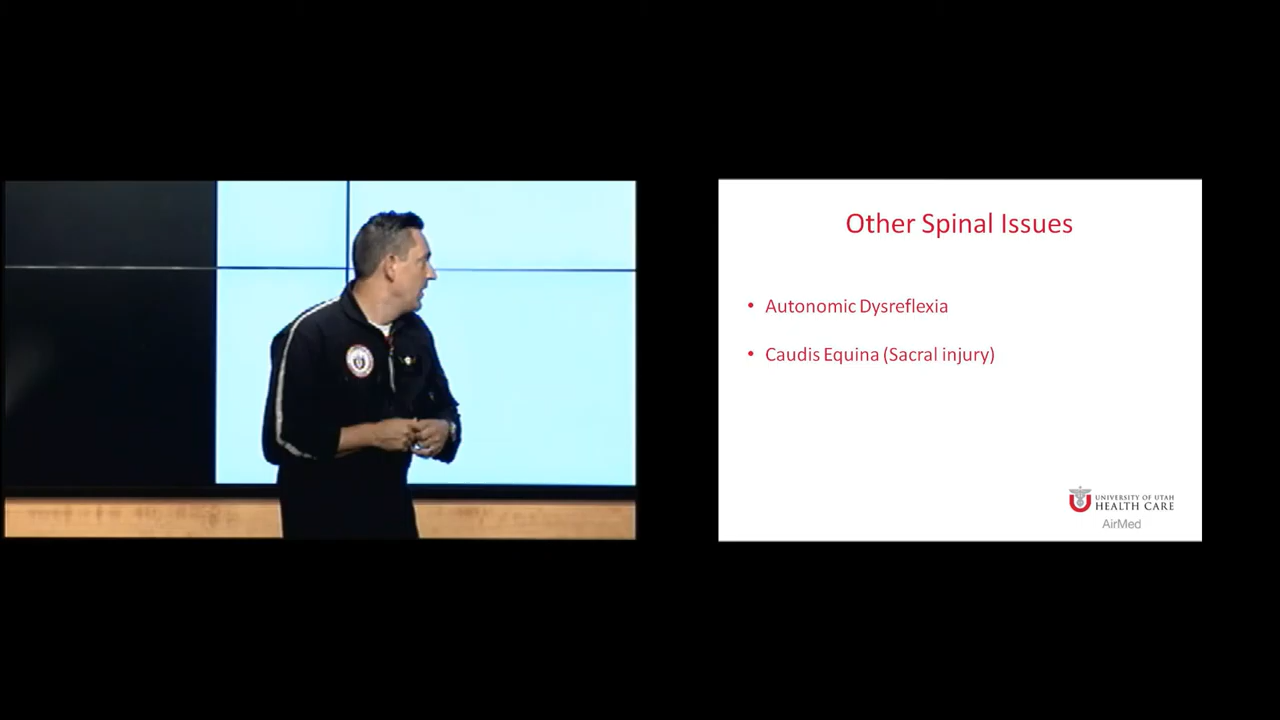 Other Spinal Issues
• Autonomic Dysreflexia
• Caudis Equina (Sacral injury)
UNIVERSITY OF UTAH
HEALTH CARE
AirMed